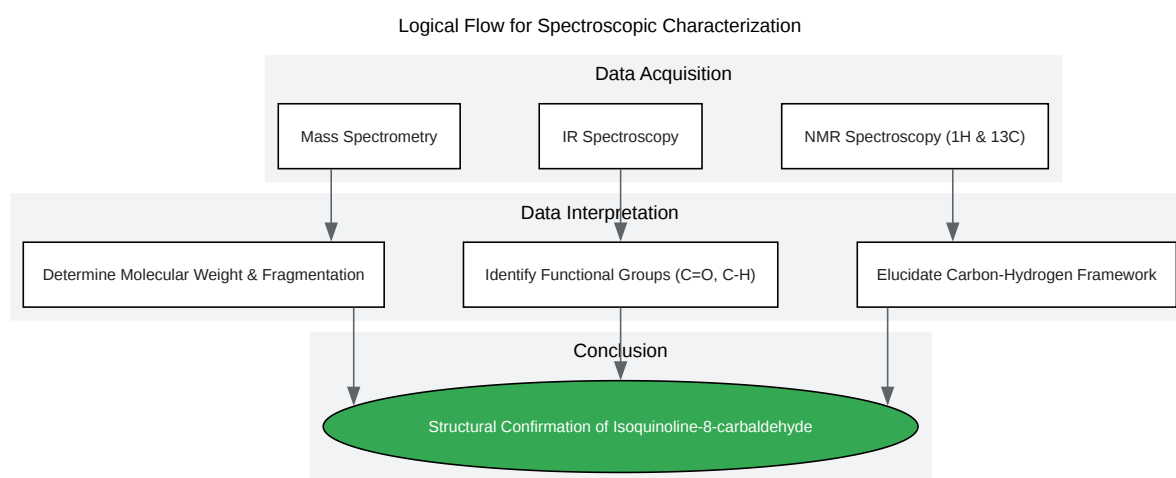 Logical Flow for Spectroscopic Characterization
Data Acquisition
Mass Spectrometry
IR Spectroscopy
NMR Spectroscopy (1H & 13C)
Data Interpretation
Determine Molecular Weight & Fragmentation
Identify Functional Groups (C=O, C-H)
Elucidate Carbon-Hydrogen Framework
Conclusion
Structural Confirmation of Isoquinoline-8-carbaldehyde